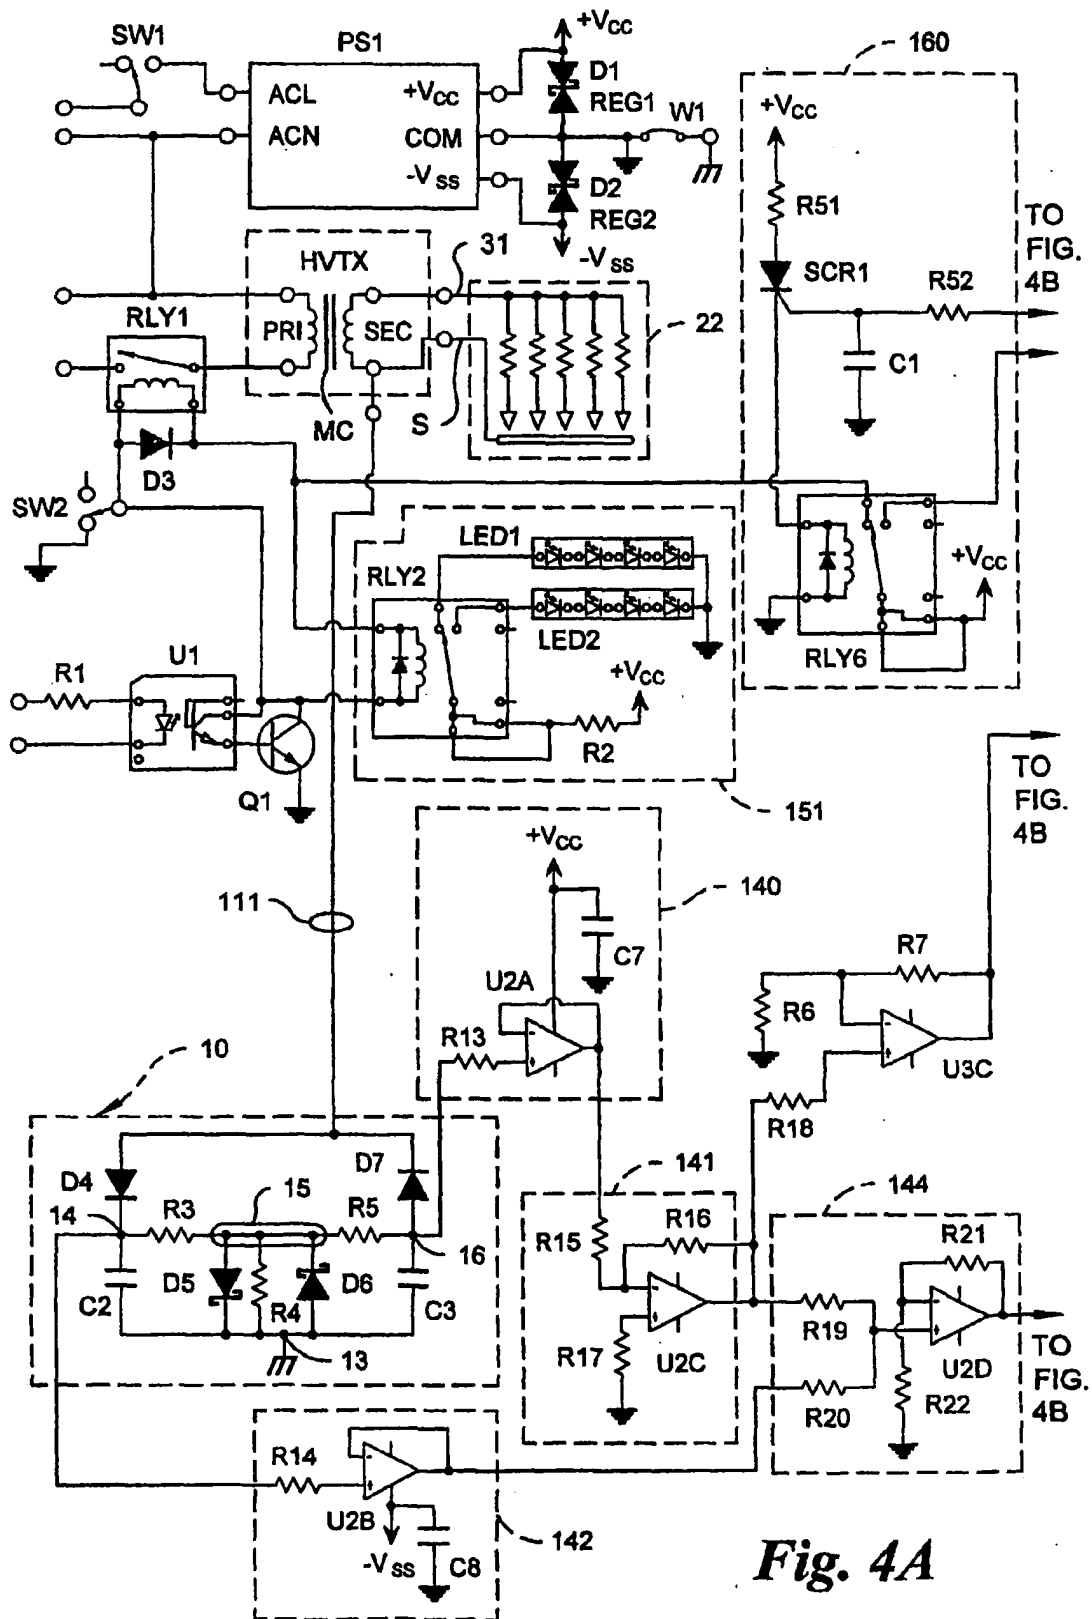 SW1
PS1
+VCC
160
ACL
+VCC
D1
REG1
+VCC
ACN
COM
W1
-VSS
D2
REG2
R51
TO
FIG.
4B
HVTX
31
-VSS
SCR1
R52
RLY1
PRI
SEC
22
C1
MC
S
D3
SW2
LED1
RLY2
+VCC
LED2
U1
+VCC
RLY6
R1
R2
Q1
151
TO
FIG.
4B
+VCC
140
111
C7
R7
U2A
R6
10
R13
U3C
R18
D7
141
D4
15
144
14
R3
R5
R16
R21
R15
16
D5
D6
C2
R4
C3
R19
13
R17
U2C
U2D
TO
FIG.
4B
R20
R22
R14
U2B
142
-VSS
C8
Fig. 4A
- +
- +
- +
- +
- +